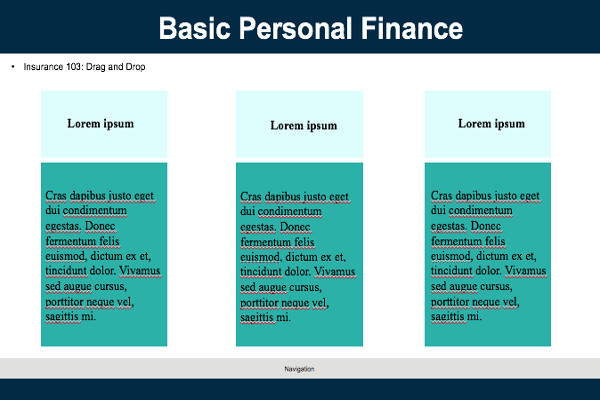 Basic Personal Finance
• Insurance 103: Drag and Drop
Lorem ipsum
Cras dapibus justo eget
dui condimentum
egestas. Donec
fermentum felis
euismod, dictum ex et,
tincidunt dolor. Vivamus
sed augue cursus,
porttitor neque vel,
sagittis mi.
Lorem ipsum
Cras dapibus justo eget
dui condimentum
egestas. Donec
fermentum felis
euismod, dictum ex et,
tincidunt dolor. Vivamus
sed augue cursus,
porttitor neque vel,
sagittis mi.
Lorem ipsum
Cras dapibus justo eget
dui condimentum
egestas. Donec
fermentum felis
euismod, dictum ex et,
tincidunt dolor. Vivamus
sed augue cursus,
porttitor neque vel,
sagittis mi.
Navigation